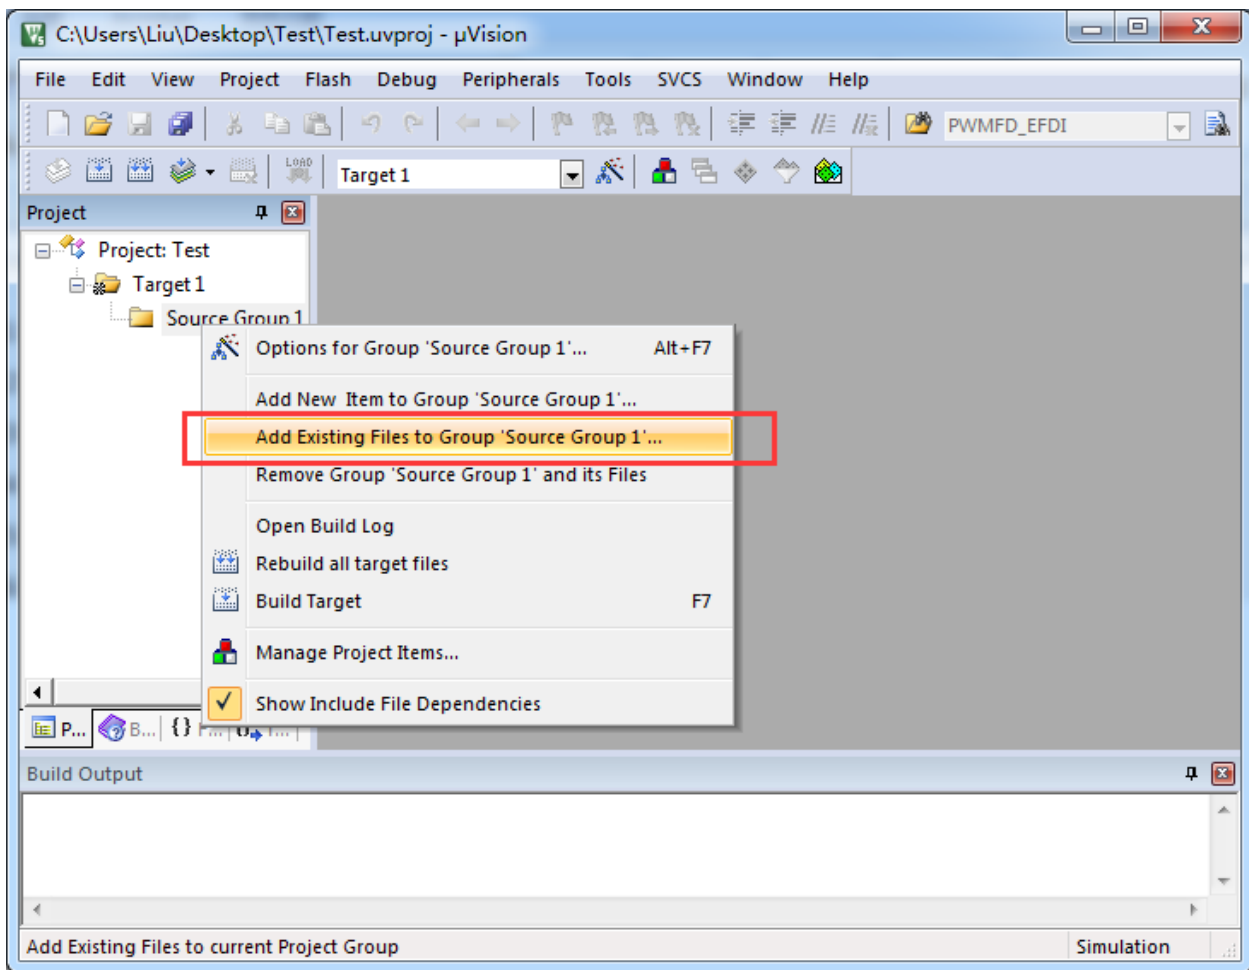 C:\Users\Liu\Desktop\Test\Test.uvproj - µVision
File Edit View Project Flash Debug Peripherals Tools SVCS Window Help
PWMFD_EFDI
LOAD Target 1
Project
Project: Test
Target 1
Source Group 1
Options for Group 'Source Group 1'... Alt+F7
Add New Item to Group 'Source Group 1'...
Add Existing Files to Group 'Source Group 1'...
Remove Group 'Source Group 1' and its Files
Open Build Log
Rebuild all target files
Build Target F7
Manage Project Items...
Show Include File Dependencies
P... B... {}
Build Output
Add Existing Files to current Project Group Simulation